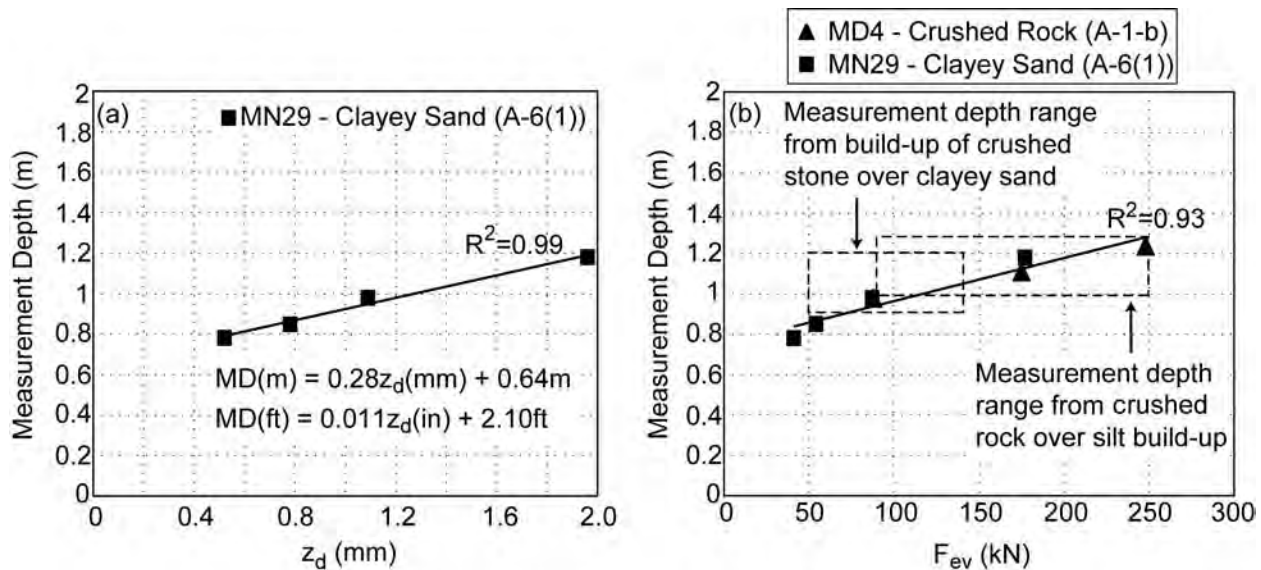 (a)
■ MN29 - Clayey Sand (A-6(1))
Measurement Depth (m)
2
1.8
1.6
1.4
1.2
1
0.8
0.6
0.4
0.2
0
R²=0.99
MD(m) = 0.28z_d(mm) + 0.64m
MD(ft) = 0.011z_d(in) + 2.10ft
0 0.4 0.8 1.2 1.6 2.0
z_d (mm)
▲ MD4 - Crushed Rock (A-1-b)
■ MN29 - Clayey Sand (A-6(1))
(b)
Measurement depth range
from build-up of crushed
stone over clayey sand
Measurement Depth (m)
2
1.8
1.6
1.4
1.2
1
0.8
0.6
0.4
0.2
0
R²=0.93
Measurement depth
range from crushed
rock over silt build-up
0 50 100 150 200 250 300
F_ev (kN)